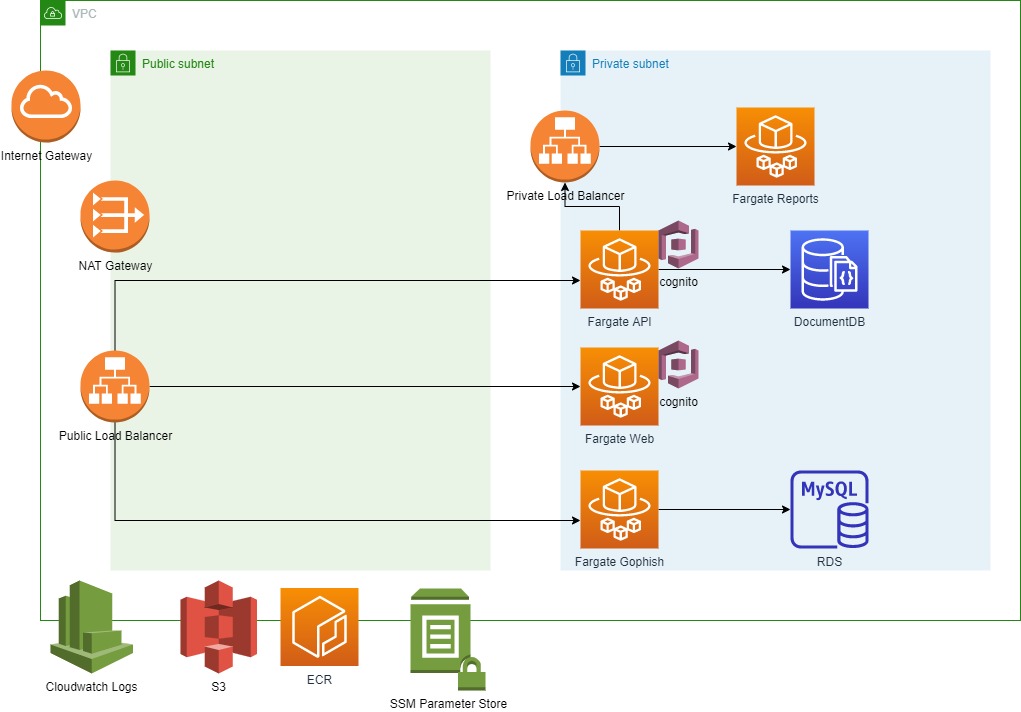 VPC
Public subnet
Private subnet
Internet Gateway
Private Load Balancer
Fargate Reports
NAT Gateway
cognito
Fargate API
DocumentDB
cognito
Public Load Balancer
Fargate Web
MySQL
Fargate Gophish
RDS
Cloudwatch Logs
S3
ECR
SSM Parameter Store